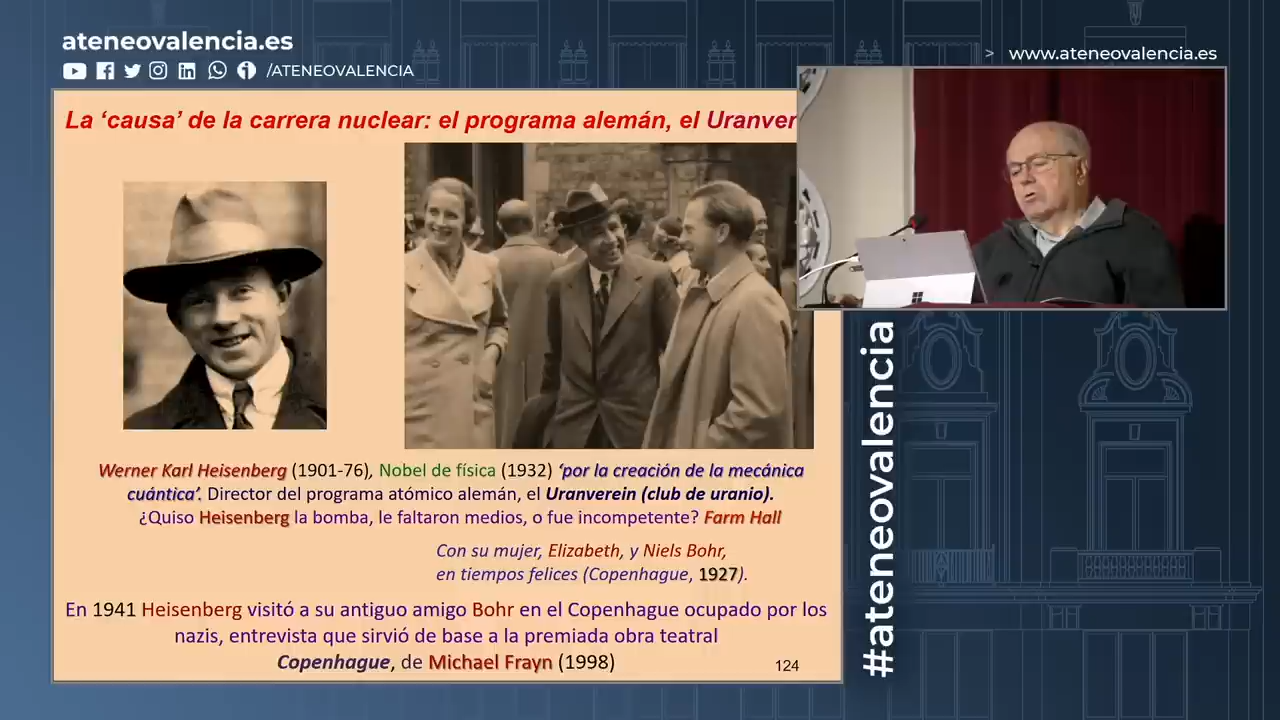 ateneovalencia.es
/ATENEOVALENCIA
> www.ateneovalencia.es
La ‘causa’ de la carrera nuclear: el programa alemán, el Uranver
Werner Karl Heisenberg (1901-76), Nobel de física (1932) ‘por la creación de la mecánica
cuántica’. Director del programa atómico alemán, el Uranverein (club de uranio).
¿Quiso Heisenberg la bomba, le faltaron medios, o fue incompetente? Farm Hall
Con su mujer, Elizabeth, y Niels Bohr,
en tiempos felices (Copenhague, 1927).
En 1941 Heisenberg visitó a su antiguo amigo Bohr en el Copenhague ocupado por los
nazis, entrevista que sirvió de base a la premiada obra teatral
Copenhague, de Michael Frayn (1998)
124
#ateneovalencia